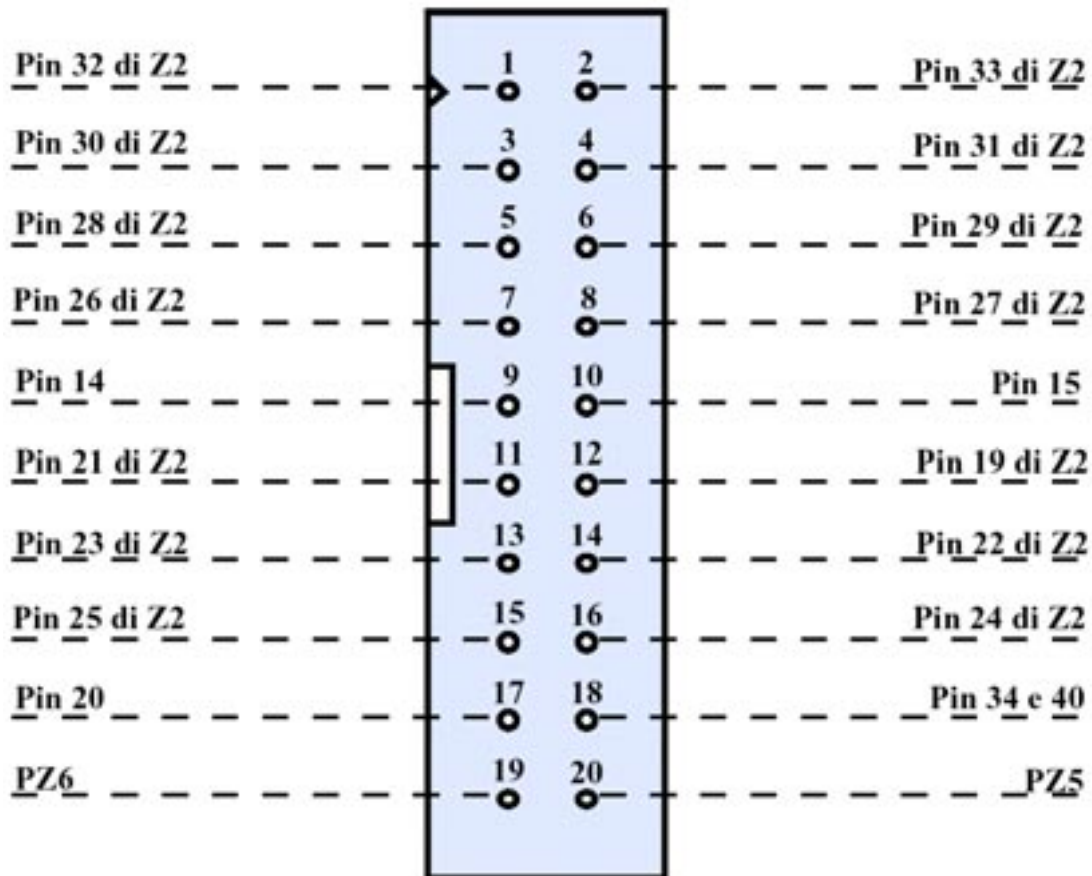 Pin 32 di Z2 1 2 Pin 33 di Z2
Pin 30 di Z2 3 4 Pin 31 di Z2
Pin 28 di Z2 5 6 Pin 29 di Z2
Pin 26 di Z2 7 8 Pin 27 di Z2
Pin 14 9 10 Pin 15
Pin 21 di Z2 11 12 Pin 19 di Z2
Pin 23 di Z2 13 14 Pin 22 di Z2
Pin 25 di Z2 15 16 Pin 24 di Z2
Pin 20 17 18 Pin 34 e 40
PZ6 19 20 PZ5